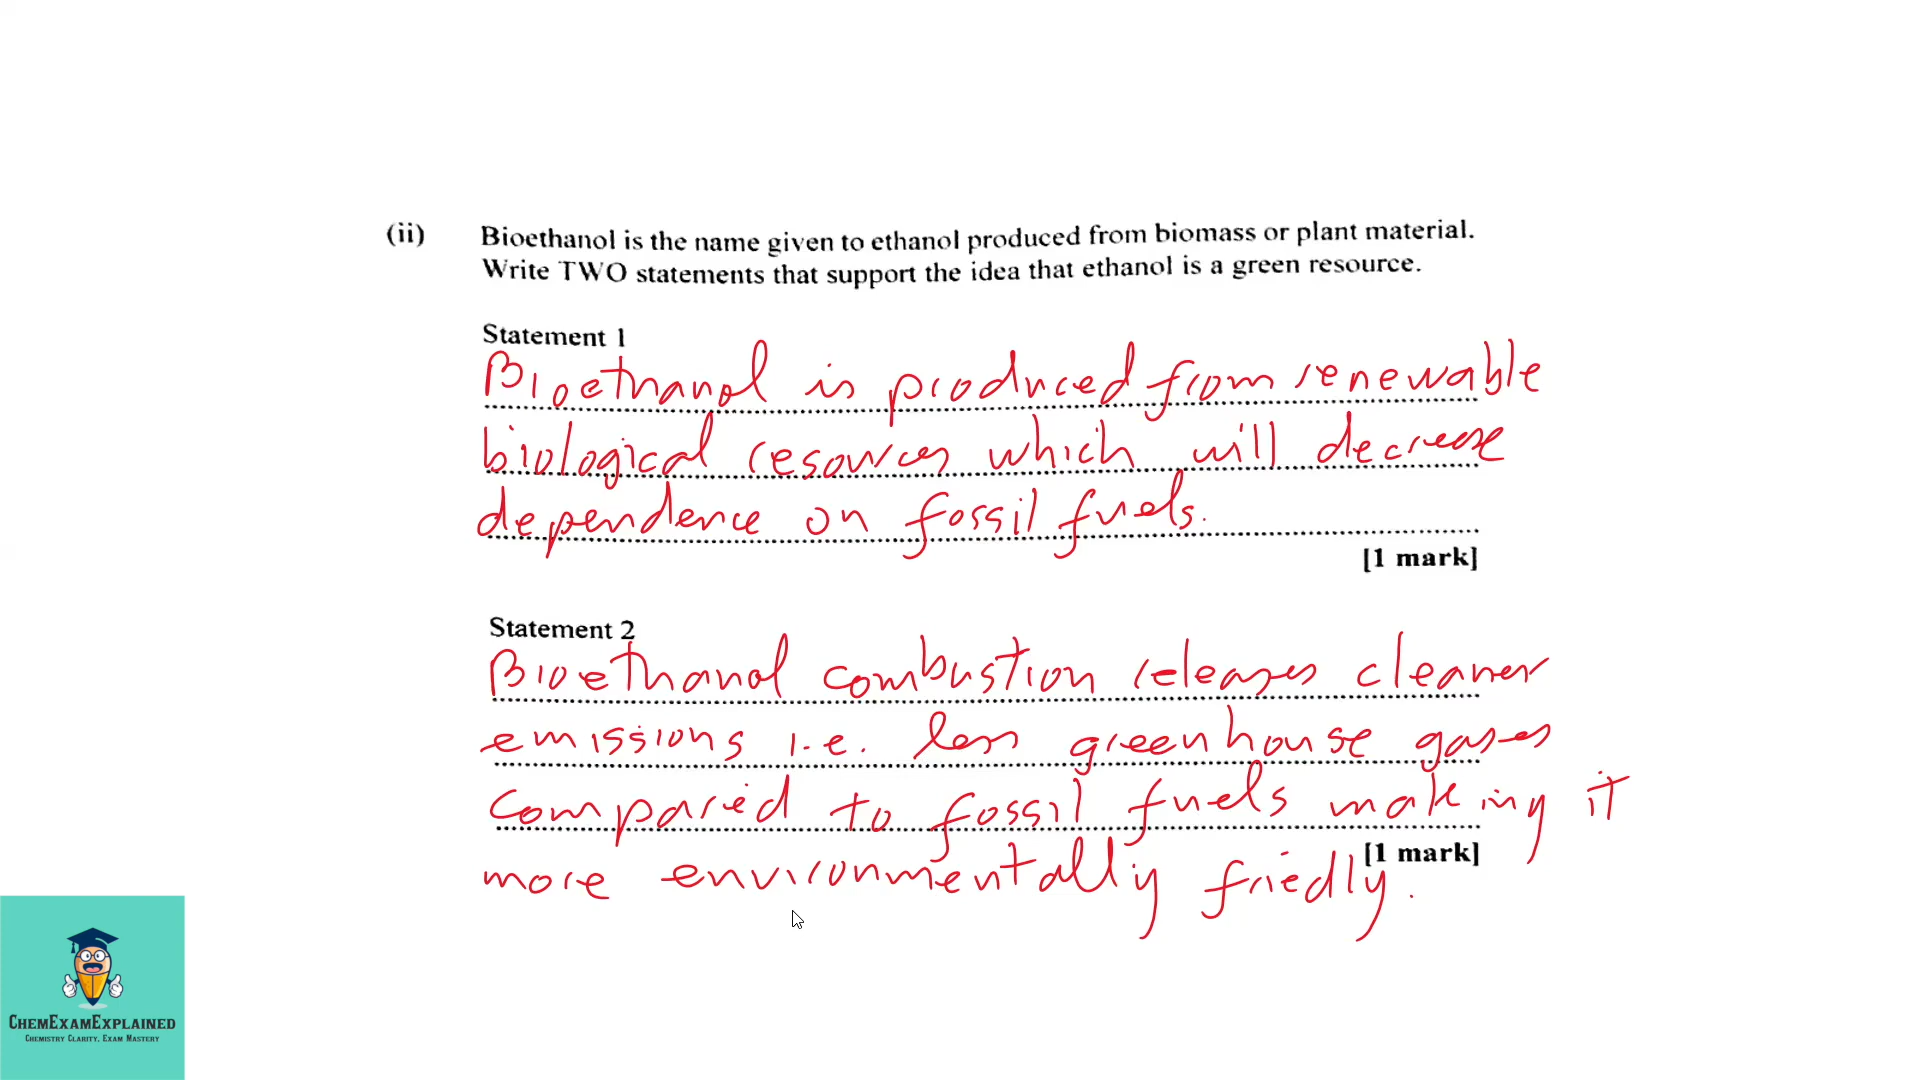 (ii) Bioethanol is the name given to ethanol produced from biomass or plant material.
Write TWO statements that support the idea that ethanol is a green resource.
Statement 1
Bioethanol is produced from renewable
biological resources which will decrease
dependence on fossil fuels.
[1 mark]
Statement 2
Bioethanol combustion releases cleaner
emissions i.e. less greenhouse gases
compared to fossil fuels making it
[1 mark]
more environmentally friedly.
CHEMEXAMEXPLAINED
CHEMISTRY CLARITY, EXAM MASTERY